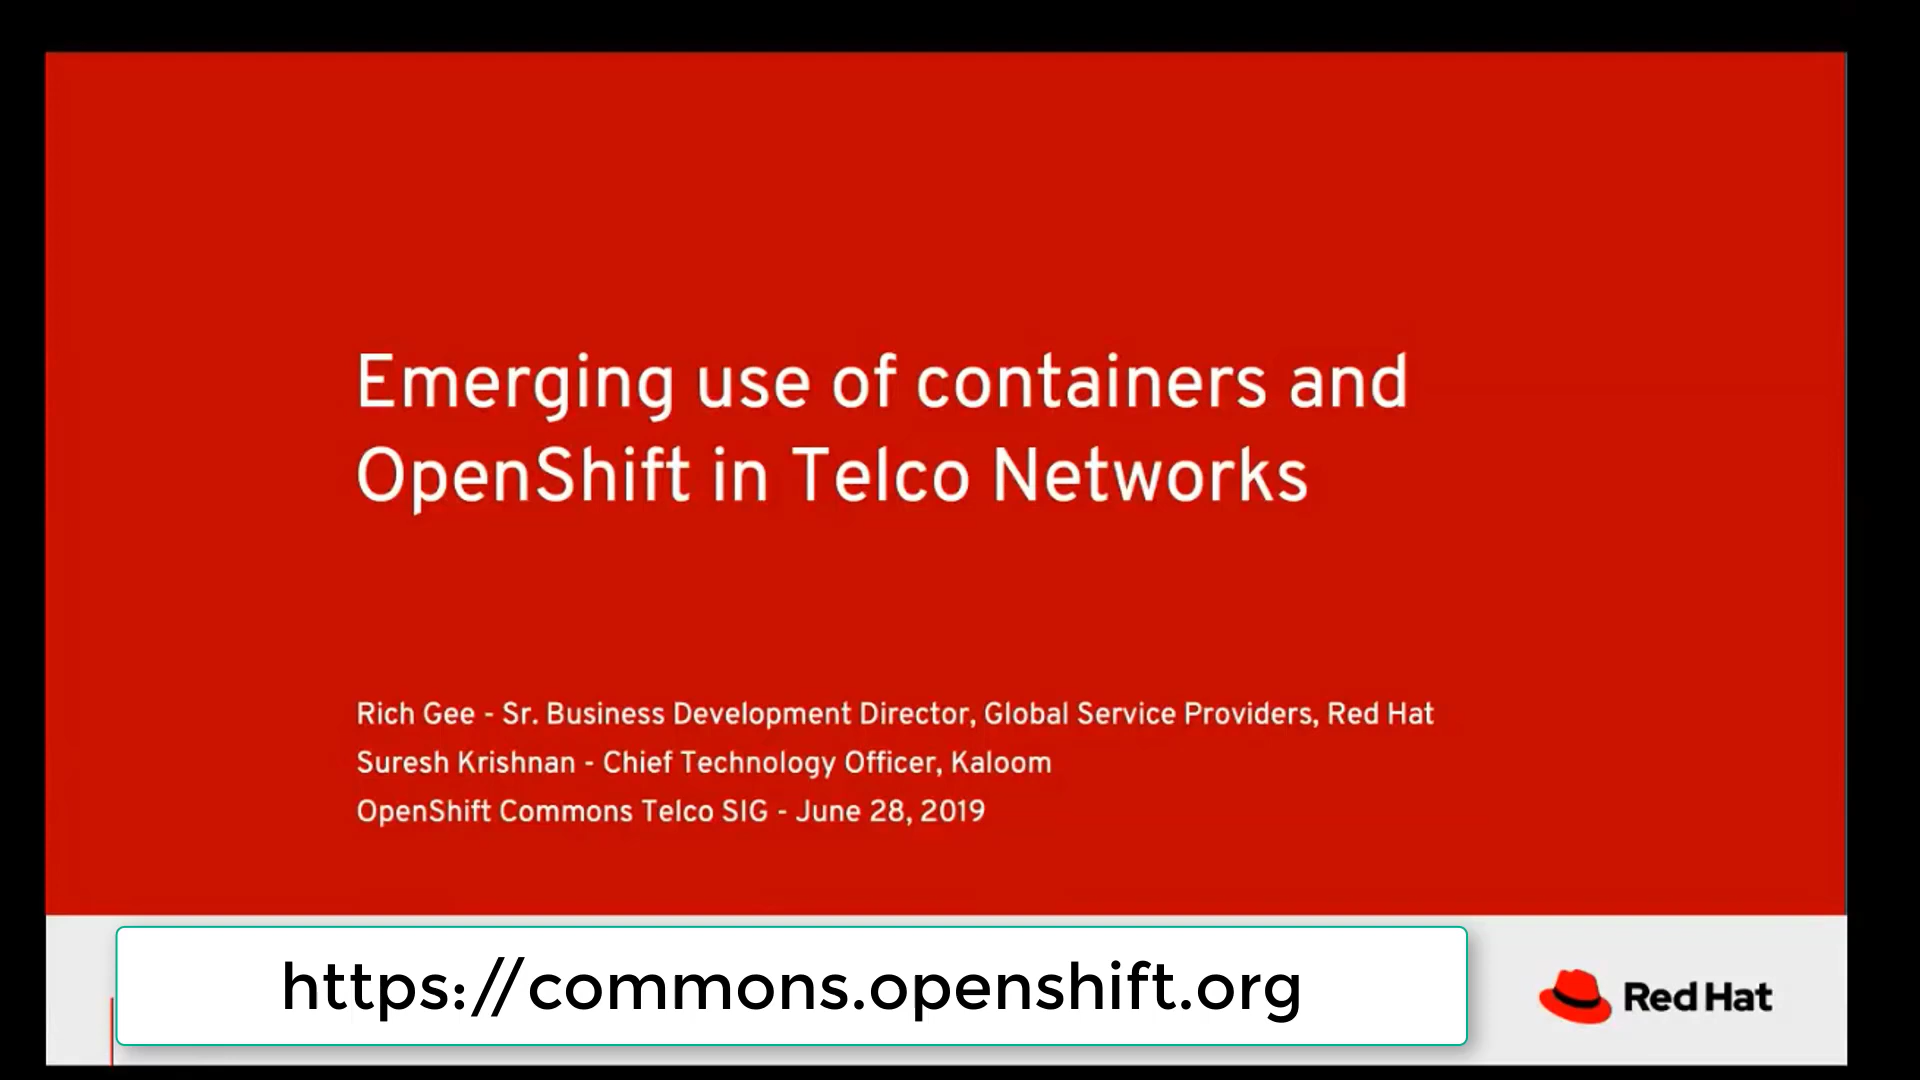 Emerging use of containers and
OpenShift in Telco Networks
Rich Gee - Sr. Business Development Director, Global Service Providers, Red Hat
Suresh Krishnan - Chief Technology Officer, Kaloom
OpenShift Commons Telco SIG - June 28, 2019
https://commons.openshift.org
Red Hat